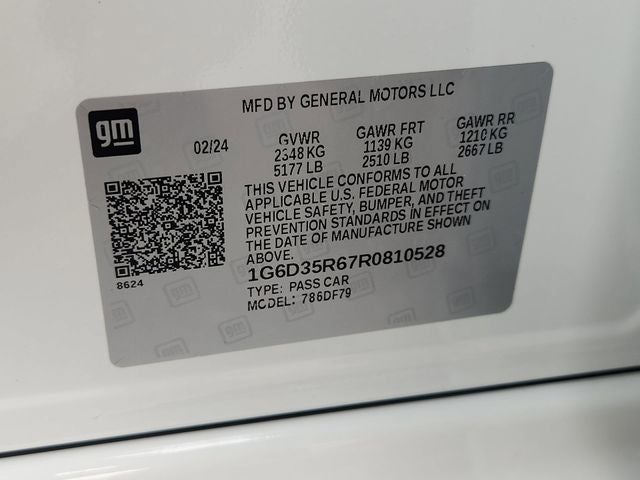 MFD BY GENERAL MOTORS LLC
gm
02/24
GVWR
2348 KG
5177 LB
GAWR FRT
1139 KG
2510 LB
GAWR RR
1210 KG
2667 LB
THIS VEHICLE CONFORMS TO ALL
APPLICABLE U.S. FEDERAL MOTOR
VEHICLE SAFETY, BUMPER, AND THEFT
PREVENTION STANDARDS IN EFFECT ON
THE DATE OF MANUFACTURE SHOWN
ABOVE.
1G6D35R67R0810528
TYPE: PASS CAR
MODEL: 786DF79
8624